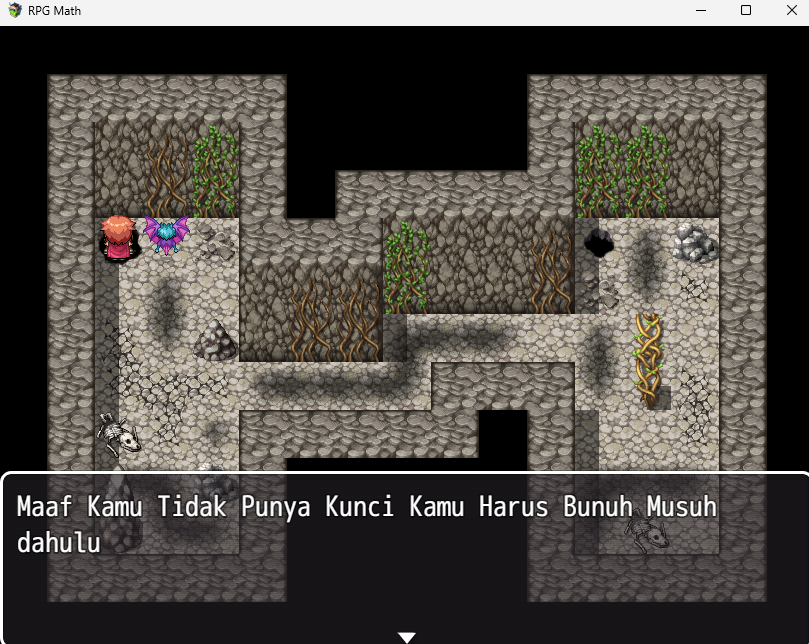 RPG Math
Maaf Kamu Tidak Punya Kunci Kamu Harus Bunuh Musuh
dahulu